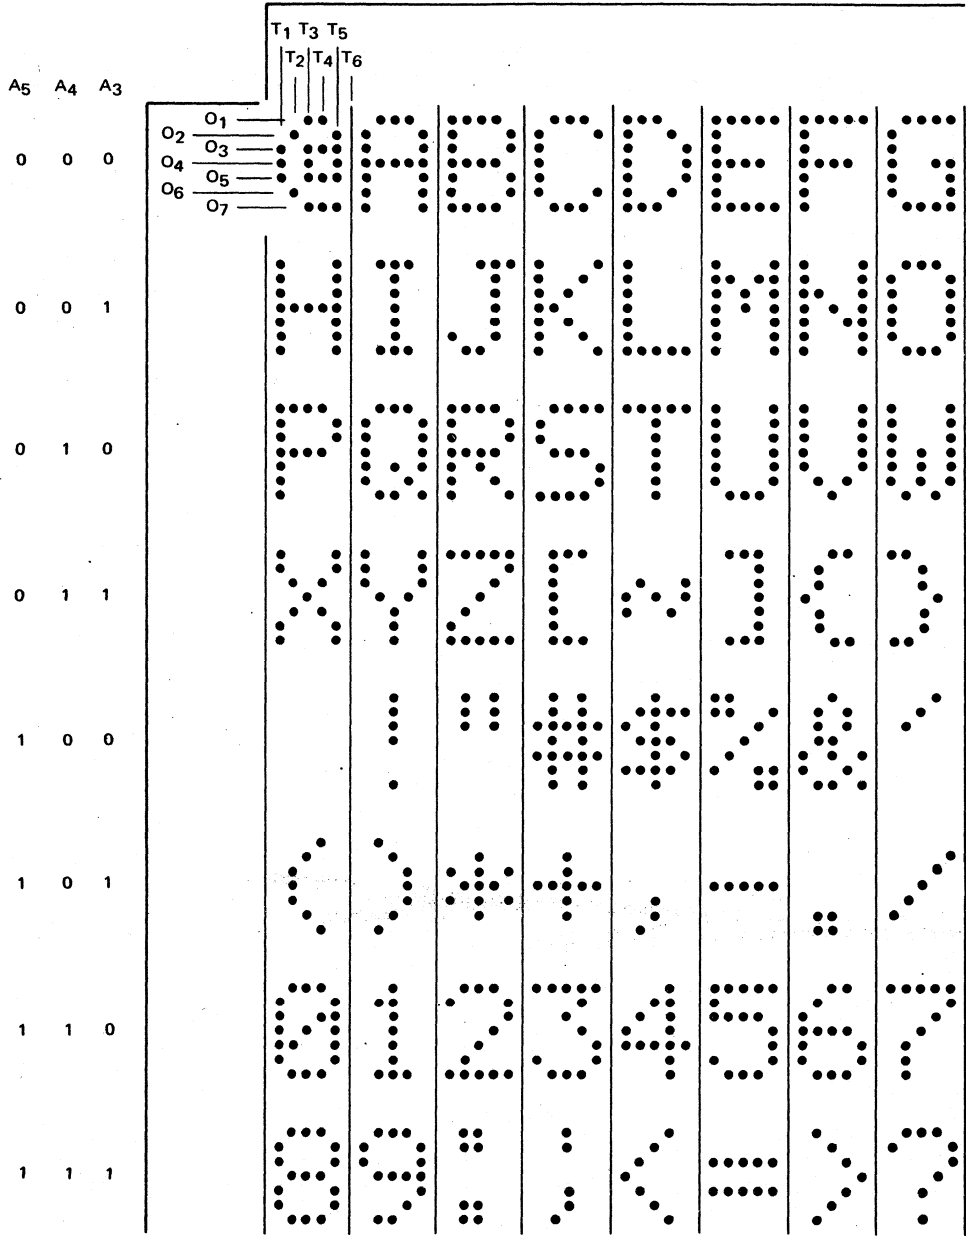 T1 T3 T5
T2 T4 T6
A5 A4 A3
O1
O2
O3
O4
O5
O6
O7
0 0 0 @ A B C D E F G
0 0 1 H I J K L M N O
0 1 0 P Q R S T U V W
0 1 1 X Y Z [ ~ ] { }
1 0 0 ! " # $ % & '
1 0 1 ( ) * + , - . /
1 1 0 0 1 2 3 4 5 6 7
1 1 1 8 9 : ; < = > ?